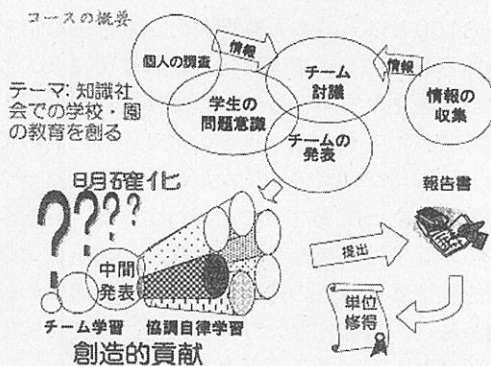 コースの概要
個人の調査
情報
チーム
討議
情報
情報の
収集
テーマ：知識社
会での学校・園
の教育を創る
学生の
問題意識
チームの
発表
明確化
? ? ? ?
中間
発表
チーム学習
協調自律学習
創造的貢献
提出
報告書
単位
修得